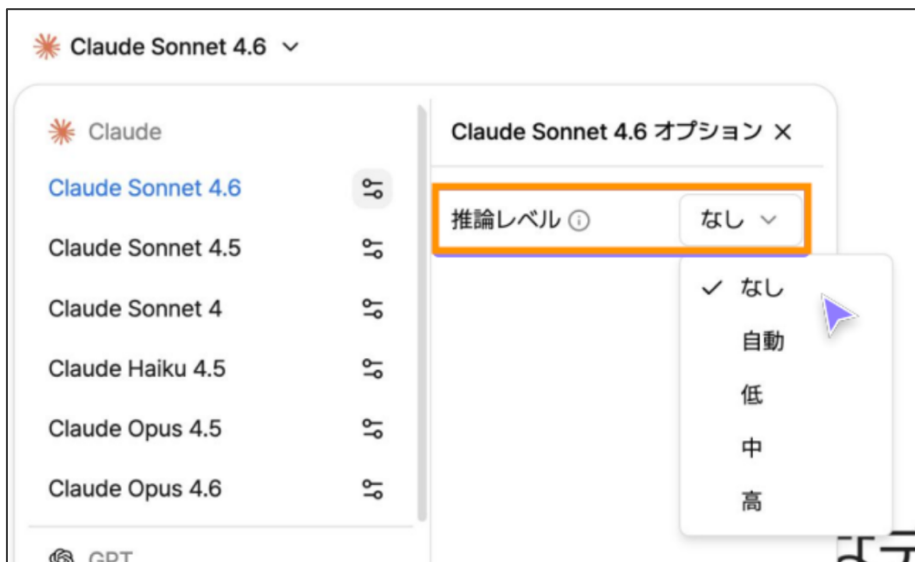 Claude Sonnet 4.6
Claude
Claude Sonnet 4.6
Claude Sonnet 4.5
Claude Sonnet 4
Claude Haiku 4.5
Claude Opus 4.5
Claude Opus 4.6
GPT
Claude Sonnet 4.6 オプション
推論レベル なし
なし
自動
低
中
高